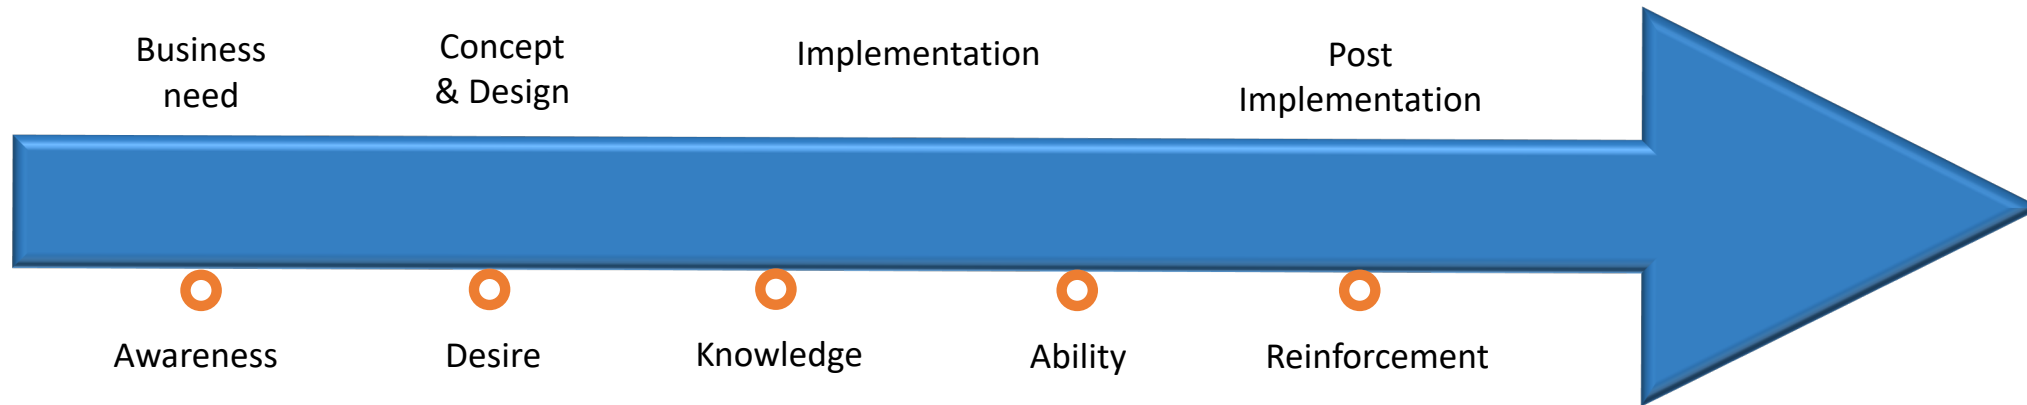 Business
need
Concept
& Design
Implementation
Post
Implementation
Awareness
Desire
Knowledge
Ability
Reinforcement